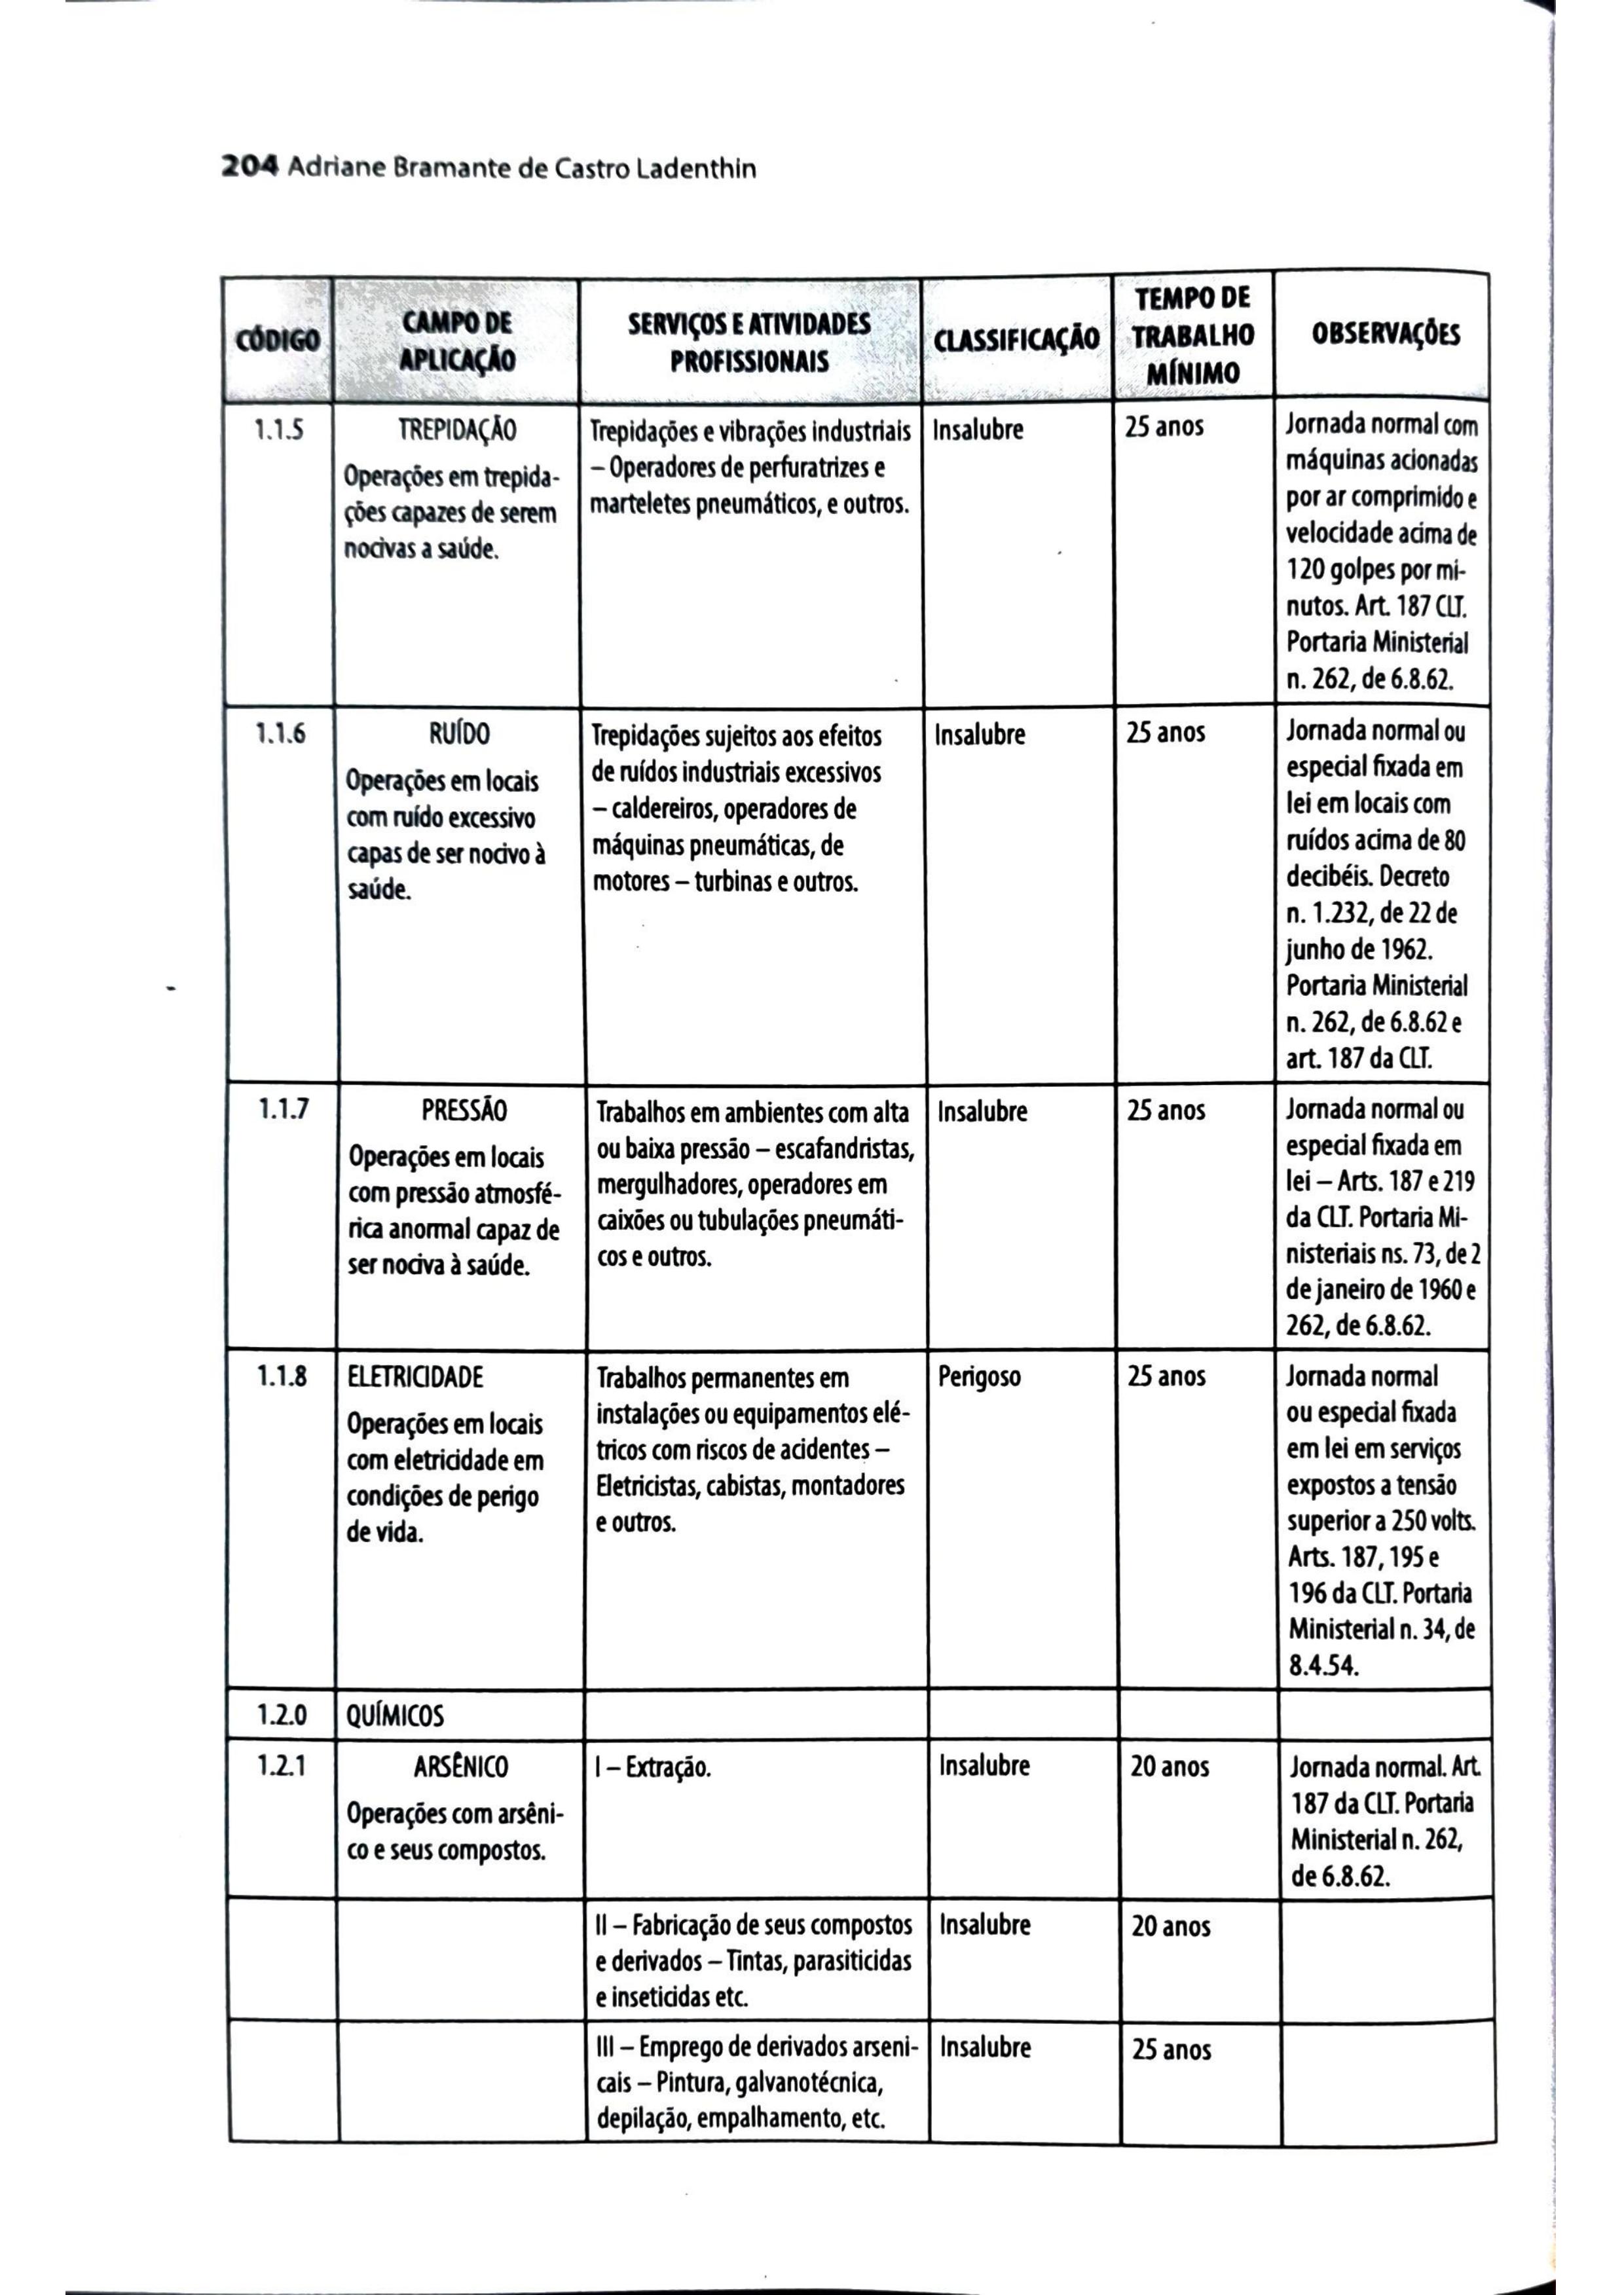 204 Adriane Bramante de Castro Ladenthin
CÓDIGO
CAMPO DE
APLICAÇÃO
SERVIÇOS E ATIVIDADES
PROFISSIONAIS
CLASSIFICAÇÃO
TEMPO DE
TRABALHO
MÍNIMO
OBSERVAÇÕES
1.1.5
TREPIDAÇÃO
Operações em trepida-
ções capazes de serem
nocivas a saúde.
Trepidações e vibrações industriais
– Operadores de perfuratrizes e
marteletes pneumáticos, e outros.
Insalubre
25 anos
Jornada normal com
máquinas acionadas
por ar comprimido e
velocidade acima de
120 golpes por mi-
nutos. Art. 187 CLT.
Portaria Ministerial
n. 262, de 6.8.62.
1.1.6
RUÍDO
Operações em locais
com ruído excessivo
capas de ser nocivo à
saúde.
Trepidações sujeitos aos efeitos
de ruídos industriais excessivos
– caldereiros, operadores de
máquinas pneumáticas, de
motores – turbinas e outros.
Insalubre
25 anos
Jornada normal ou
especial fixada em
lei em locais com
ruídos acima de 80
decibéis. Decreto
n. 1.232, de 22 de
junho de 1962.
Portaria Ministerial
n. 262, de 6.8.62 e
art. 187 da CLT.
1.1.7
PRESSÃO
Operações em locais
com pressão atmosfé-
rica anormal capaz de
ser nociva à saúde.
Trabalhos em ambientes com alta
ou baixa pressão – escafandristas,
mergulhadores, operadores em
caixões ou tubulações pneumáti-
cos e outros.
Insalubre
25 anos
Jornada normal ou
especial fixada em
lei – Arts. 187 e 219
da CLT. Portaria Mi-
nisteriais ns. 73, de 2
de janeiro de 1960 e
262, de 6.8.62.
1.1.8
ELETRICIDADE
Operações em locais
com eletricidade em
condições de perigo
de vida.
Trabalhos permanentes em
instalações ou equipamentos elé-
tricos com riscos de acidentes –
Eletricistas, cabistas, montadores
e outros.
Perigoso
25 anos
Jornada normal
ou especial fixada
em lei em serviços
expostos a tensão
superior a 250 volts.
Arts. 187, 195 e
196 da CLT. Portaria
Ministerial n. 34, de
8.4.54.
1.2.0
QUÍMICOS
1.2.1
ARSÊNICO
Operações com arsêni-
co e seus compostos.
I – Extração.
Insalubre
20 anos
Jornada normal. Art.
187 da CLT. Portaria
Ministerial n. 262,
de 6.8.62.
II – Fabricação de seus compostos
e derivados – Tintas, parasiticidas
e inseticidas etc.
Insalubre
20 anos
III – Emprego de derivados arseni-
cais – Pintura, galvanotécnica,
depilação, empalhamento, etc.
Insalubre
25 anos